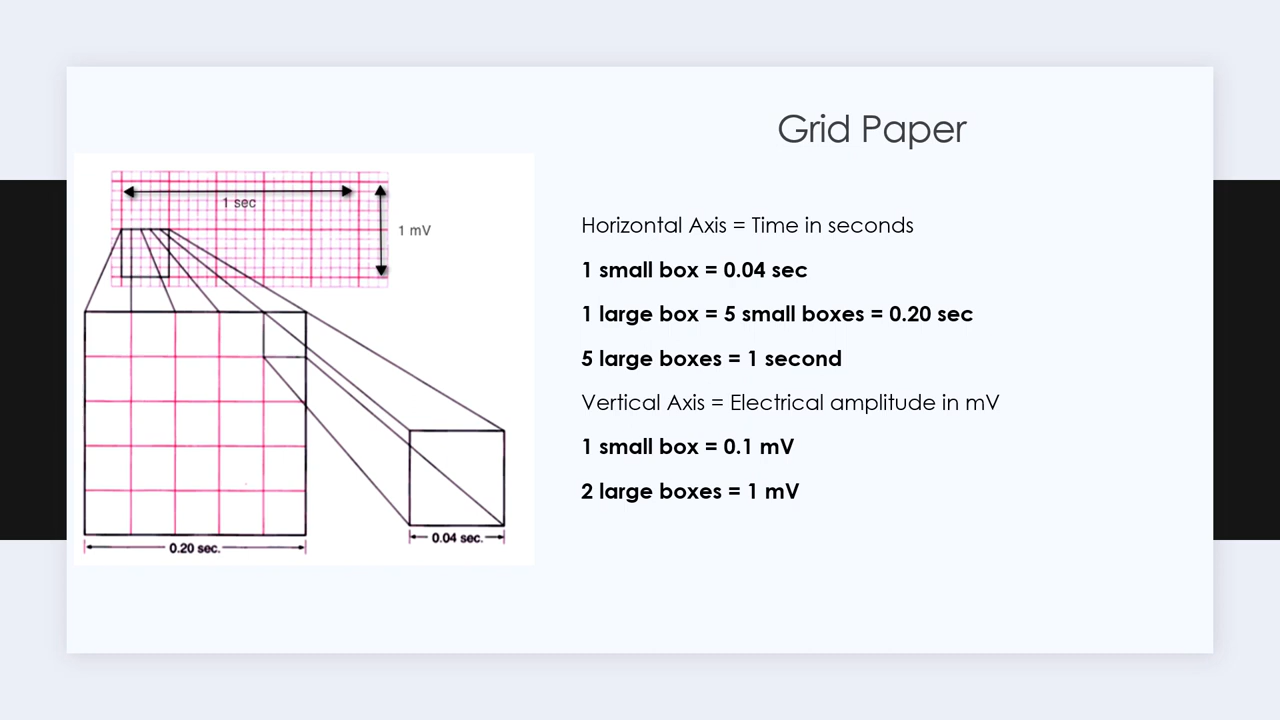 Grid Paper
1 sec
1 mV
0.20 sec.
0.04 sec.
Horizontal Axis = Time in seconds
1 small box = 0.04 sec
1 large box = 5 small boxes = 0.20 sec
5 large boxes = 1 second
Vertical Axis = Electrical amplitude in mV
1 small box = 0.1 mV
2 large boxes = 1 mV